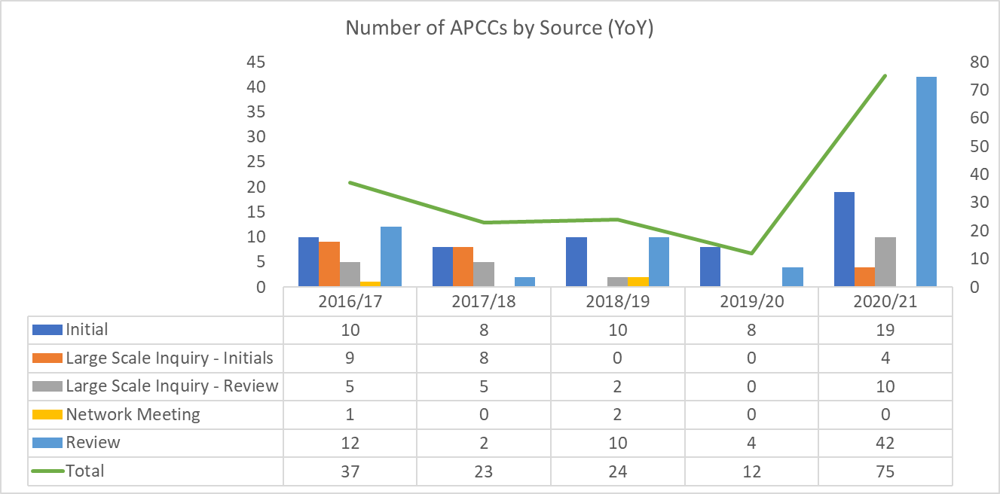 Number of APCCs by Source (YoY)
45
40
35
30
25
20
15
10
5
0
80
70
60
50
40
30
20
10
0
2016/17 2017/18 2018/19 2019/20 2020/21
Initial 10 8 10 8 19
Large Scale Inquiry - Initials 9 8 0 0 4
Large Scale Inquiry - Review 5 5 2 0 10
Network Meeting 1 0 2 0 0
Review 12 2 10 4 42
Total 37 23 24 12 75